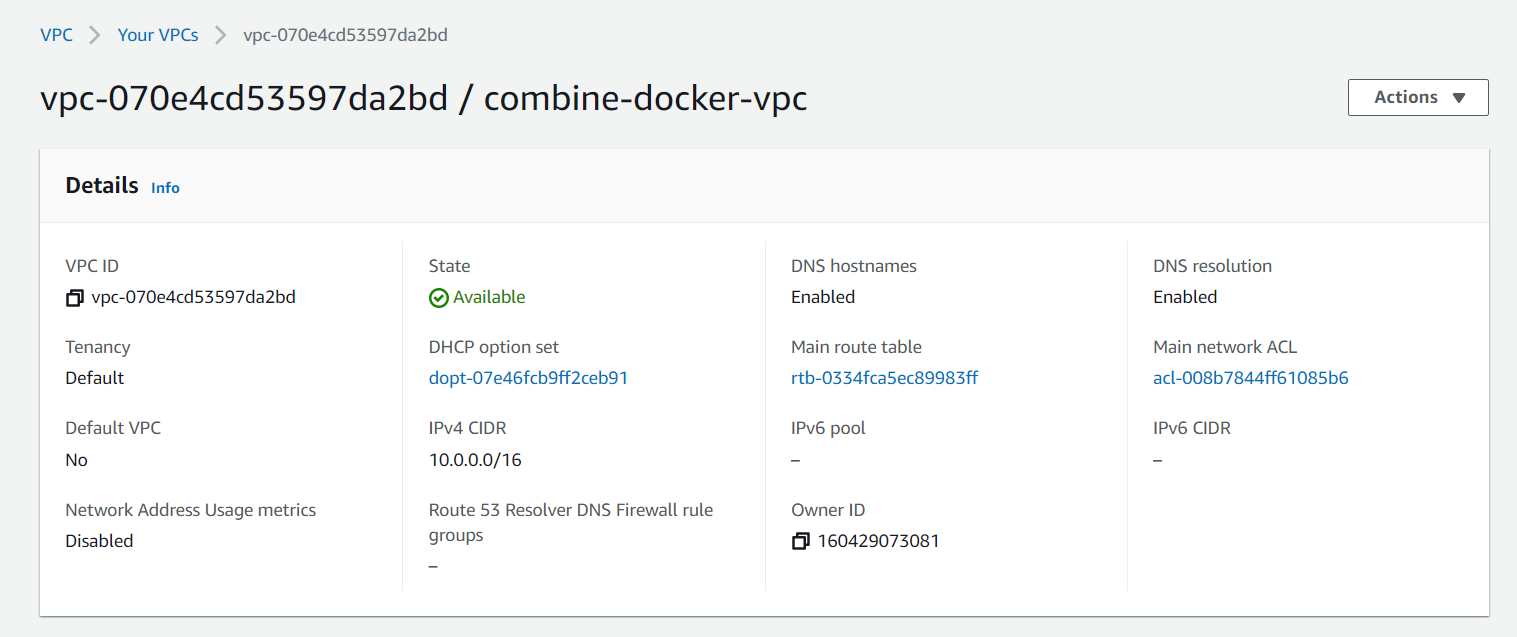 VPC > Your VPCs > vpc-070e4cd53597da2bd
vpc-070e4cd53597da2bd / combine-docker-vpc
Actions ▼
Details Info
VPC ID
vpc-070e4cd53597da2bd
State
Available
DNS hostnames
Enabled
DNS resolution
Enabled
Tenancy
Default
DHCP option set
dopt-07e46fcb9ff2ceb91
Main route table
rtb-0334fca5ec89983ff
Main network ACL
acl-008b7844ff61085b6
Default VPC
No
IPv4 CIDR
10.0.0.0/16
IPv6 pool
–
IPv6 CIDR
–
Network Address Usage metrics
Disabled
Route 53 Resolver DNS Firewall rule
groups
–
Owner ID
160429073081